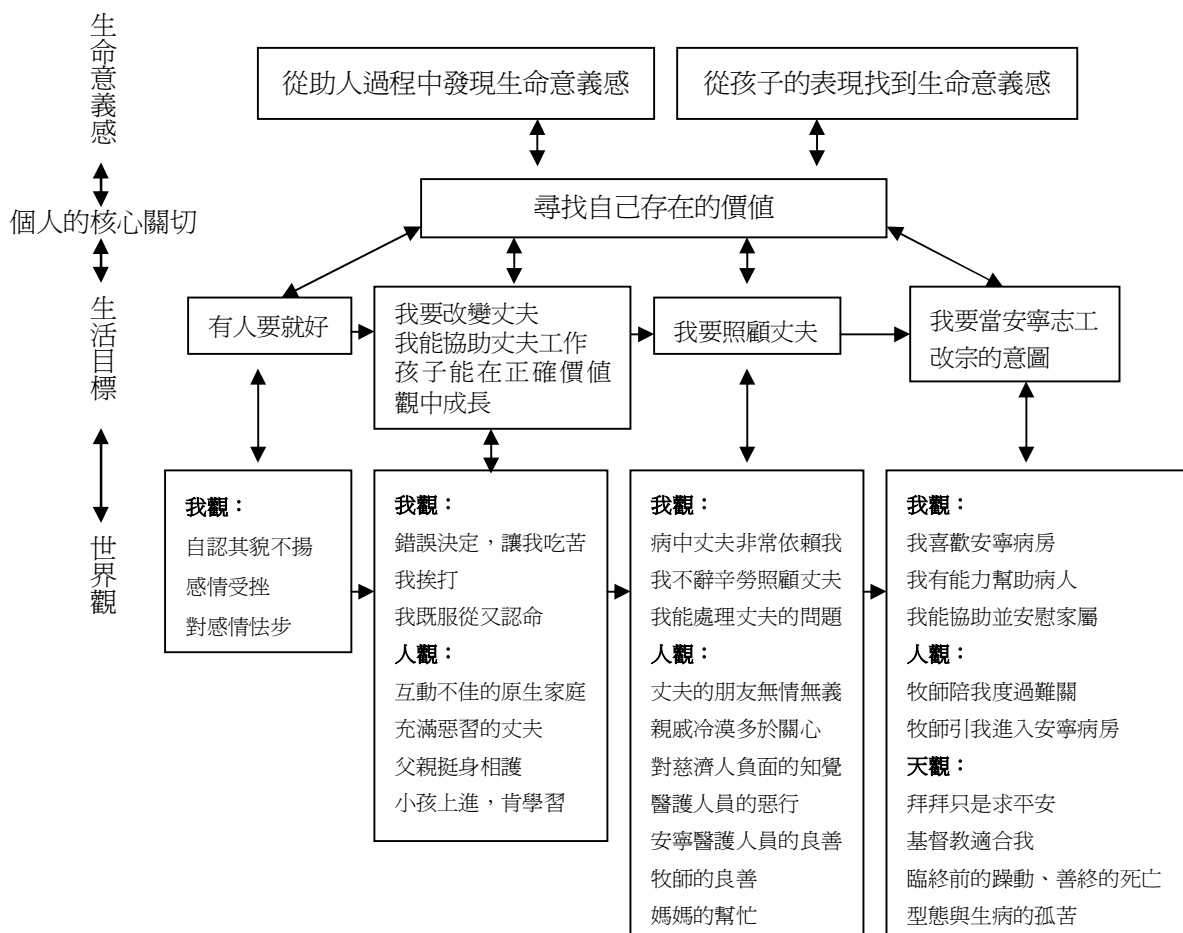 生命意義感
個人的核心關切
生活目標
世界觀
從助人過程中發現生命意義感
從孩子的表現找到生命意義感
尋找自己存在的價值
有人要就好
我要改變丈夫
我能協助丈夫工作
孩子能在正確價值
觀中成長
我要照顧丈夫
我要當安寧志工
改宗的意圖
我觀：
自認其貌不揚
感情受挫
對感情怯步
我觀：
錯誤決定，讓我吃苦
我挨打
我既服從又認命
人觀：
互動不佳的原生家庭
充滿惡習的丈夫
父親挺身相護
小孩上進，肯學習
我觀：
病中丈夫非常依賴我
我不辭辛勞照顧丈夫
我能處理丈夫的問題
人觀：
丈夫的朋友無情無義
親戚冷漠多於關心
對慈濟人負面的知覺
醫護人員的惡行
安寧醫護人員的良善
牧師的良善
媽媽的幫忙
我觀：
我喜歡安寧病房
我有能力幫助病人
我能協助並安慰家屬
人觀：
牧師陪我度過難關
牧師引我進入安寧病房
天觀：
拜拜只是求平安
基督教適合我
臨終前的躁動、善終的死亡
型態與生病的孤苦